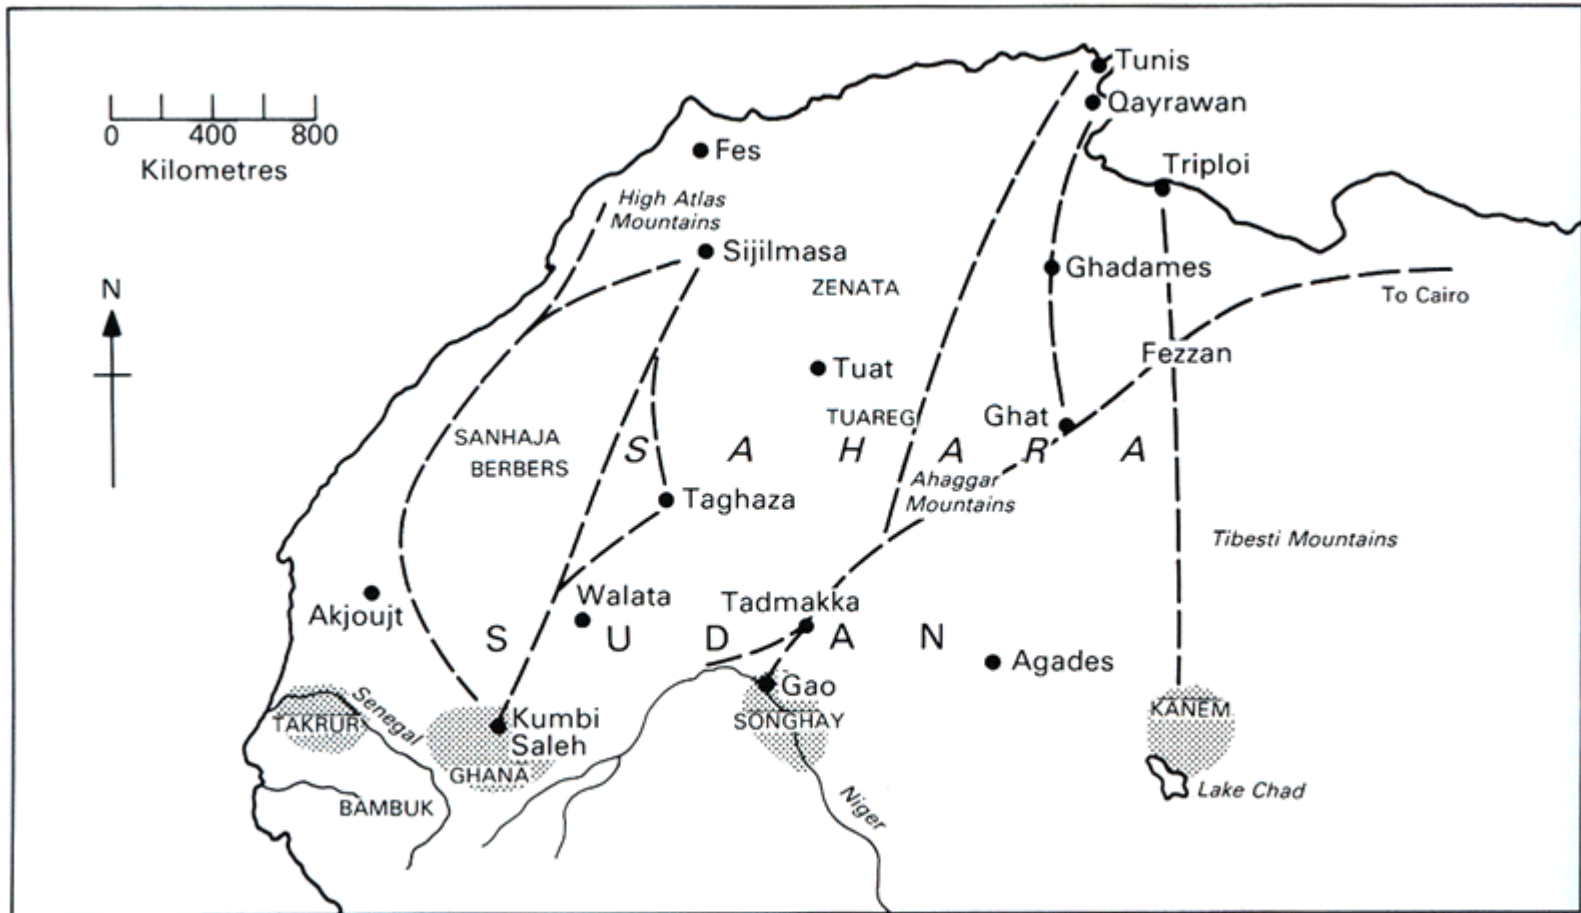 Tunis
Qayrawan
0 400 800
Kilometres
Fes
Triploi
High Atlas
Mountains
Sijilmasa
ZENATA
Ghadames
To Cairo
N
Fezzan
Tuat
TUAREG
Ghat
SANHAJA
BERBERS
S A H A R A
Ahaggar
Mountains
Taghaza
Tibesti Mountains
Akjoujt
Walata
Tadmakka
S U D A N
Agades
Gao
SONGHAY
KANEM
TAKRUR
Senegal
Kumbi
Saleh
GHANA
BAMBUK
Niger
Lake Chad